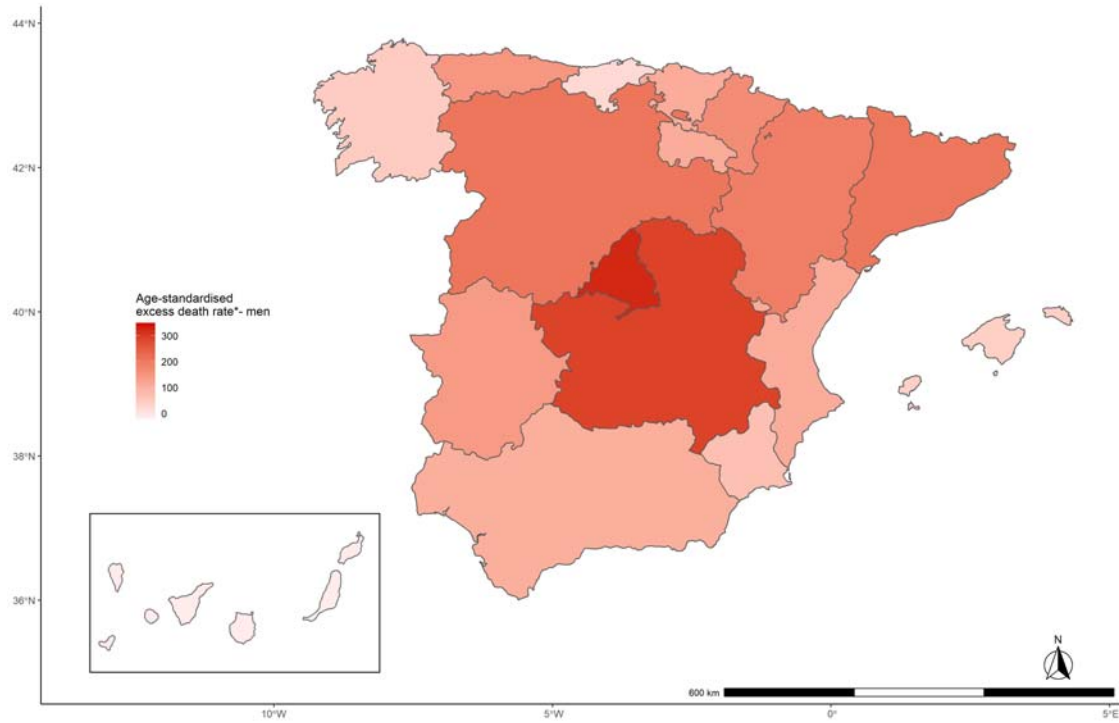 44°N
42°N
40°N
38°N
36°N
Age-standardised
excess death rate*- men
300
200
100
0
N
600 km
10°W
5°W
0°
5°E